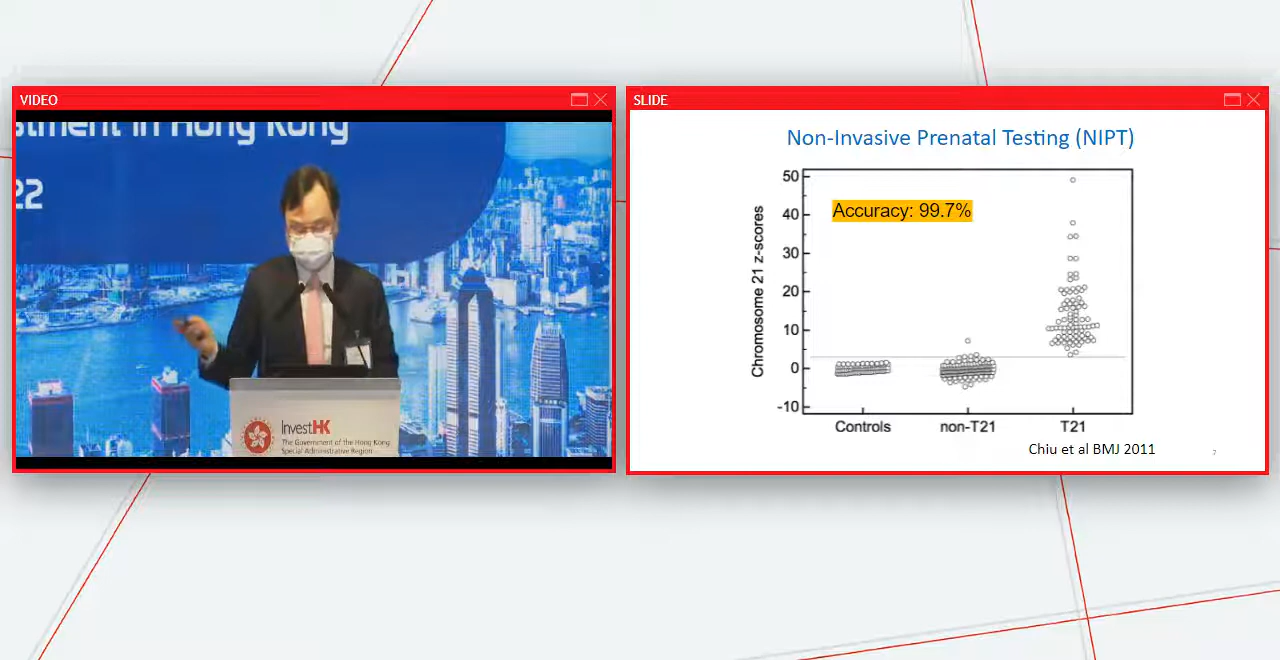 VIDEO
stment in Hong Kong
22
InvestHK
The Government of the Hong Kong
Special Administrative Region
SLIDE
Non-Invasive Prenatal Testing (NIPT)
Accuracy: 99.7%
Chromosome 21 z-scores
50
40
30
20
10
0
-10
Controls non-T21 T21
Chiu et al BMJ 2011
7